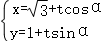 x=√3+tcosα
y=1+tsinα